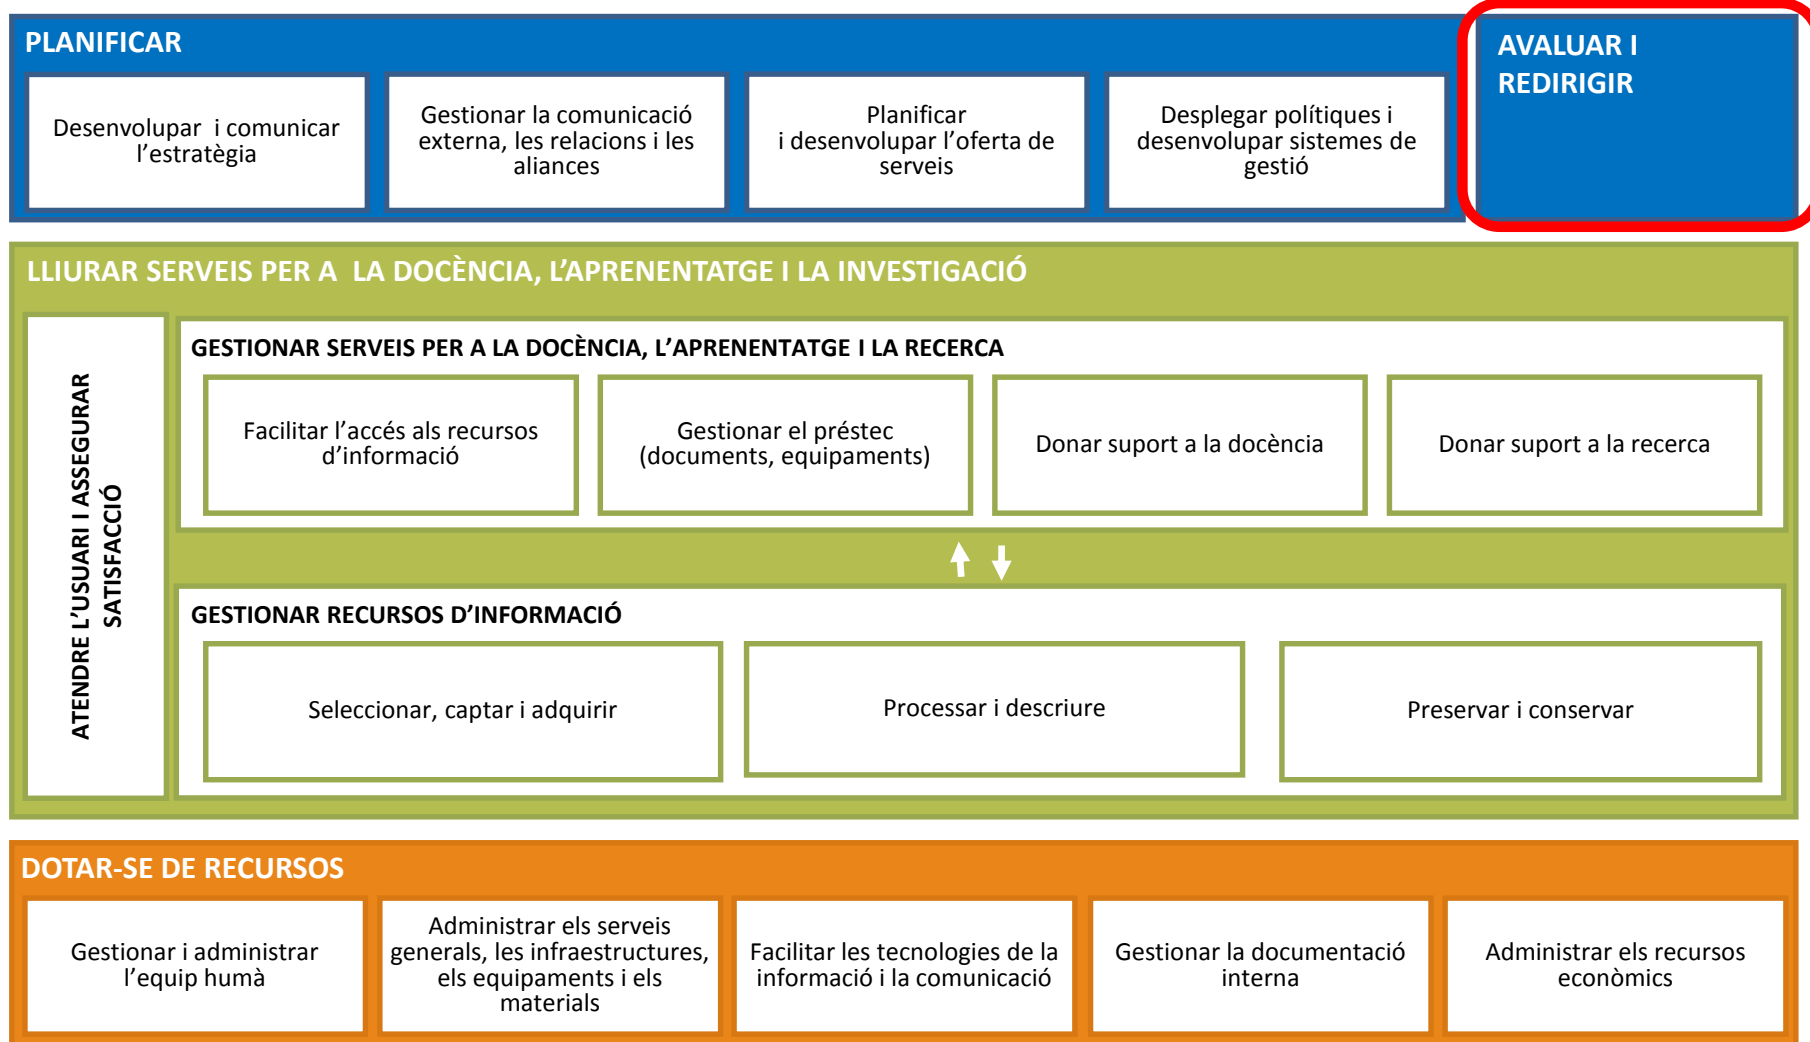 PLANIFICAR
Desenvolupar i comunicar
l'estratègia
Gestionar la comunicació
externa, les relacions i les
aliances
Planificar
i desenvolupar l'oferta de
serveis
Desplegar polítiques i
desenvolupar sistemes de
gestió
AVALUAR I
REDIRIGIR
LLIURAR SERVEIS PER A LA DOCÈNCIA, L'APRENENTATGE I LA INVESTIGACIÓ
ATENDRE L'USUARI I ASSEGURAR
SATISFACCIÓ
GESTIONAR SERVEIS PER A LA DOCÈNCIA, L'APRENENTATGE I LA RECERCA
Facilitar l'accés als recursos
d'informació
Gestionar el préstec
(documents, equipaments)
Donar suport a la docència
Donar suport a la recerca
GESTIONAR RECURSOS D'INFORMACIÓ
Seleccionar, captar i adquirir
Processar i descriure
Preservar i conservar
DOTAR-SE DE RECURSOS
Gestionar i administrar
l'equip humà
Administrar els serveis
generals, les infraestructures,
els equipaments i els
materials
Facilitar les tecnologies de la
informació i la comunicació
Gestionar la documentació
interna
Administrar els recursos
econòmics